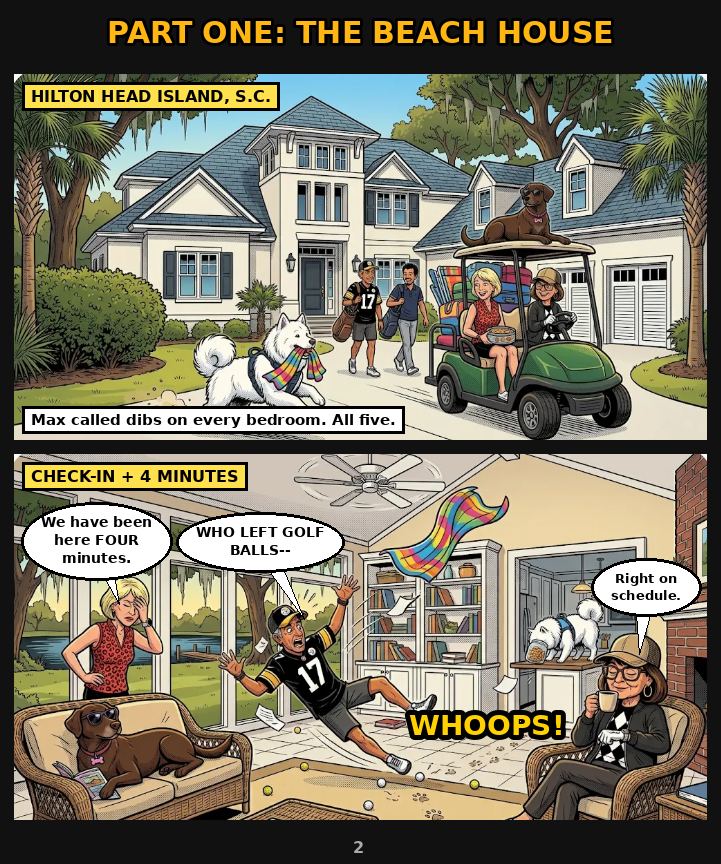 PART ONE: THE BEACH HOUSE
HILTON HEAD ISLAND, S.C.
17
Max called dibs on every bedroom. All five.
CHECK-IN + 4 MINUTES
We have been
here FOUR
minutes.
WHO LEFT GOLF
BALLS--
Right on
schedule.
17
WHOOPS!
2